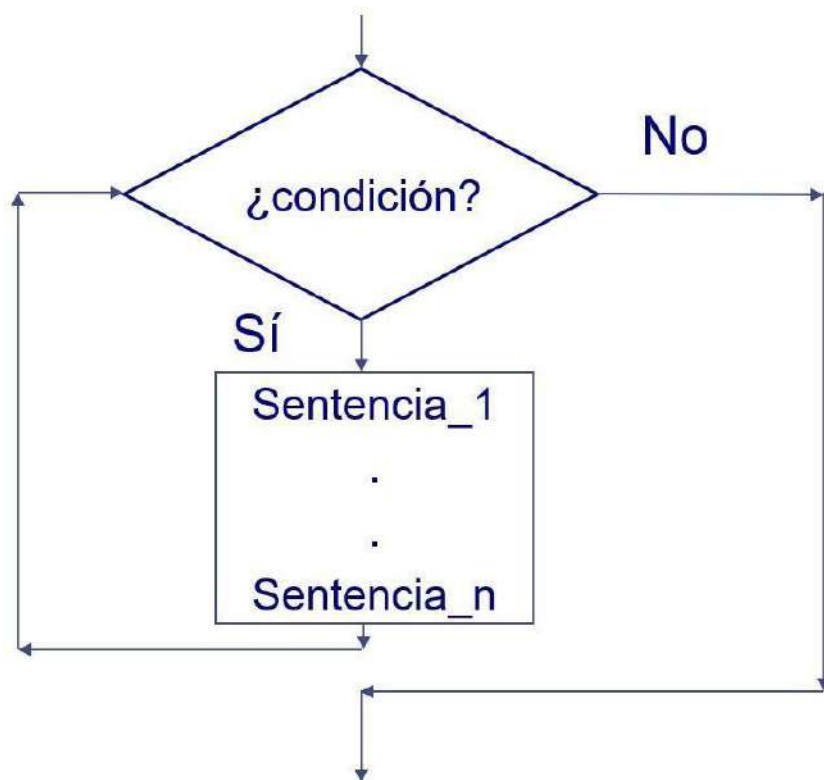 No
¿condición?
Sí
Sentencia_1
.
.
Sentencia_n